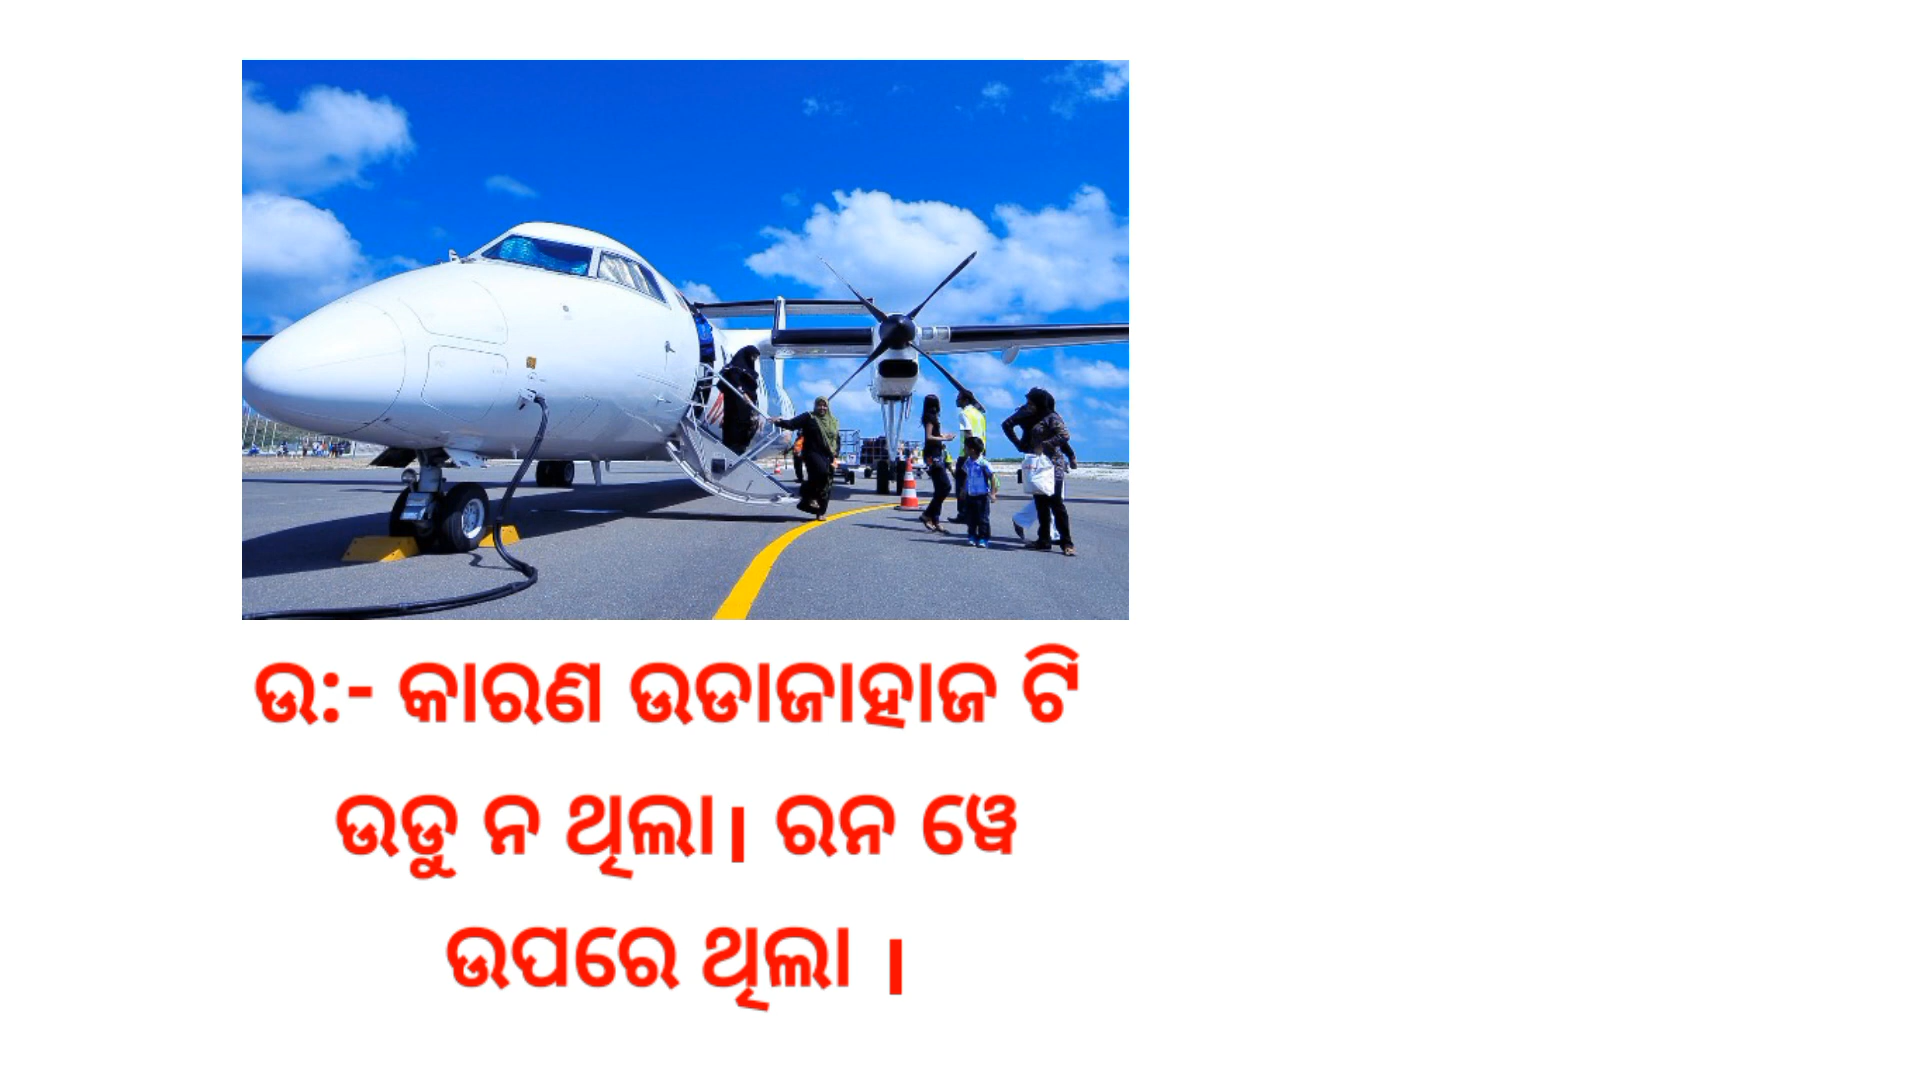 ଉ:- କାରଣ ଉଡାଜାହାଜ ଟି
ଉଡୁ ନ ଥିଲା। ରନ ୱେ
ଉପରେ ଥିଲା ।